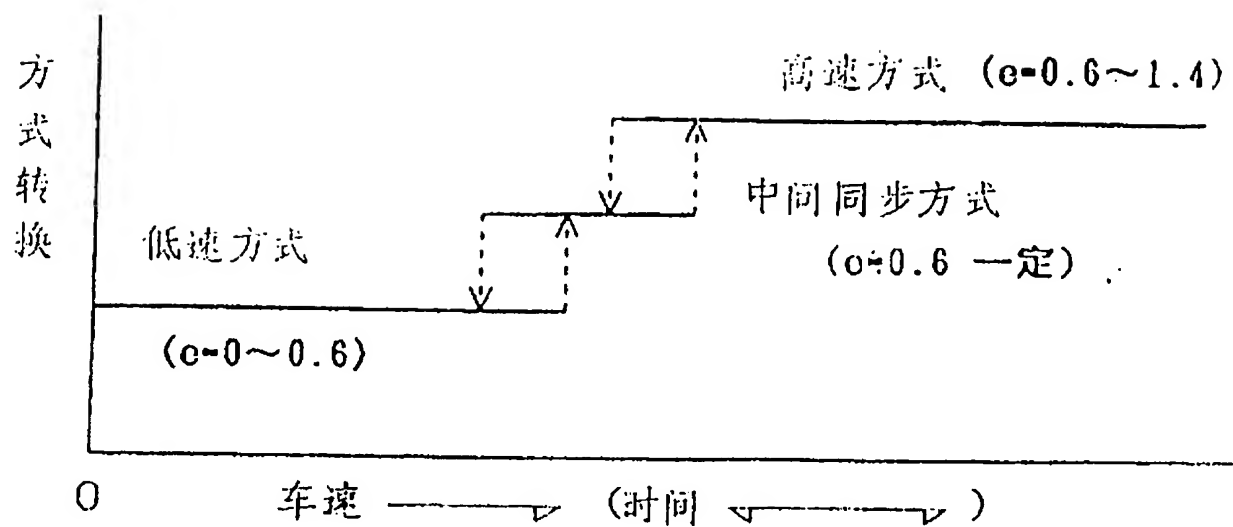 方式转换
高速方式 (e=0.6~1.4)
中间同步方式
(e=0.6 一定)
低速方式
(e=0~0.6)
0 车速 (时间 )